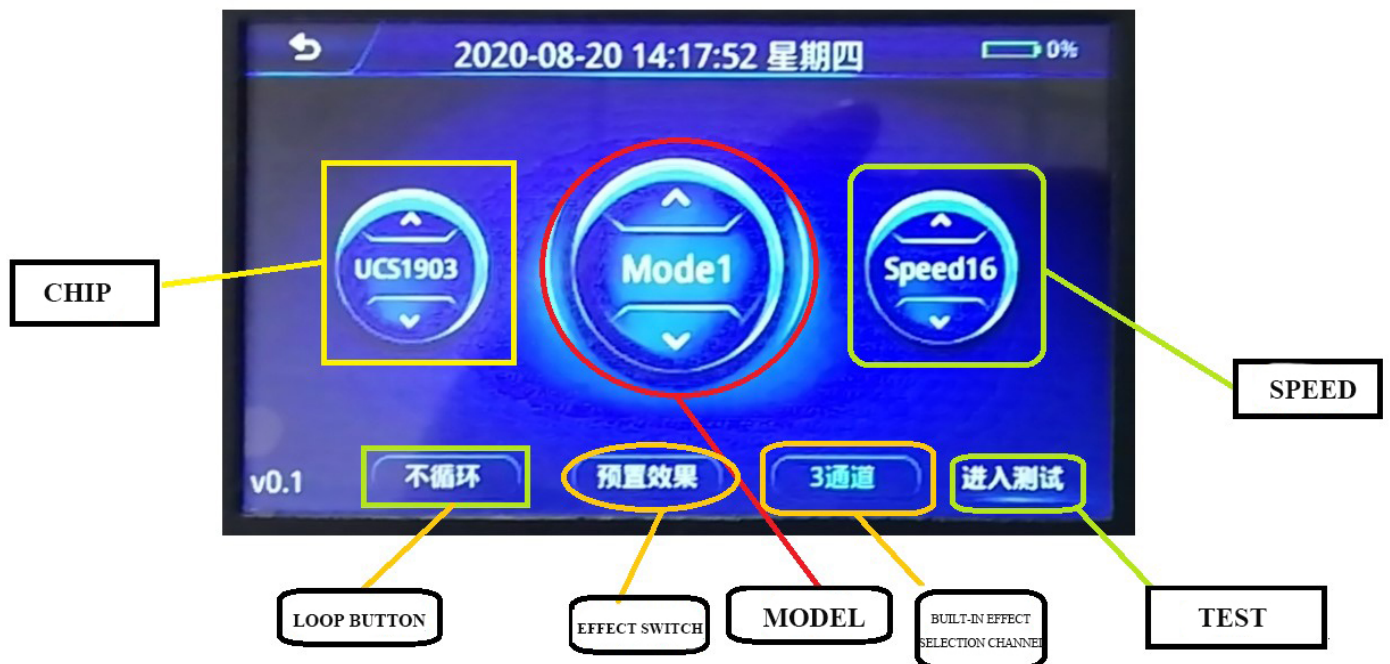 2020-08-20 14:17:52 星期四
0%
UCS1903
Mode1
Speed16
CHIP
SPEED
v0.1
不循环
预置效果
3通道
进入测试
LOOP BUTTON
EFFECT SWITCH
MODEL
BUILT-IN EFFECT
SELECTION CHANNEL
TEST